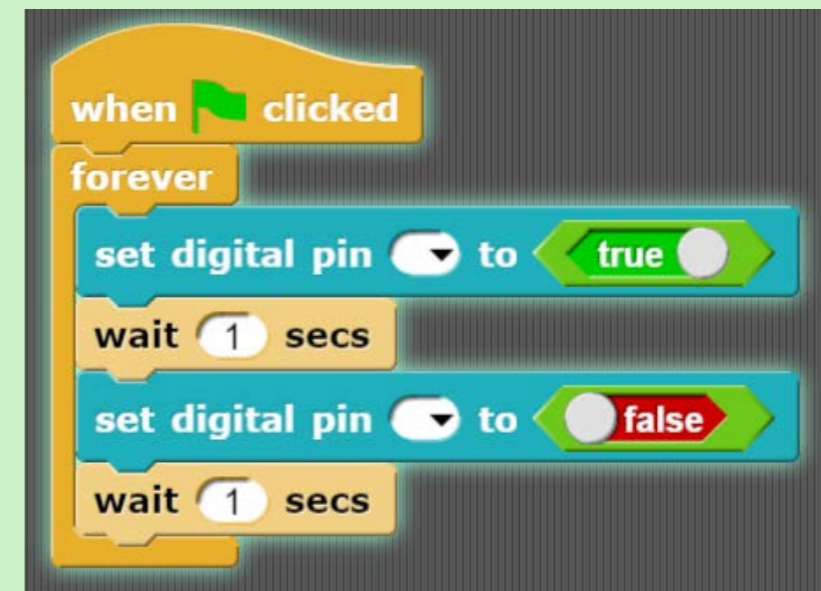 when clicked
forever
set digital pin to true
wait 1 secs
set digital pin to false
wait 1 secs